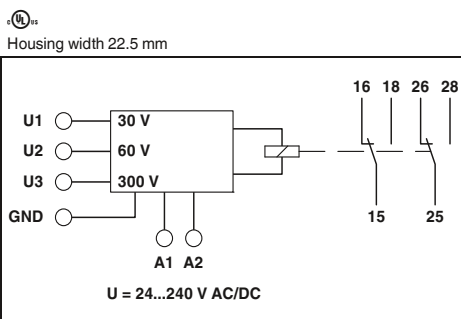 c UL us
Housing width 22.5 mm
16 18 26 28
U1 30 V
U2 60 V
U3 300 V
GND
15 25
A1 A2
U = 24...240 V AC/DC